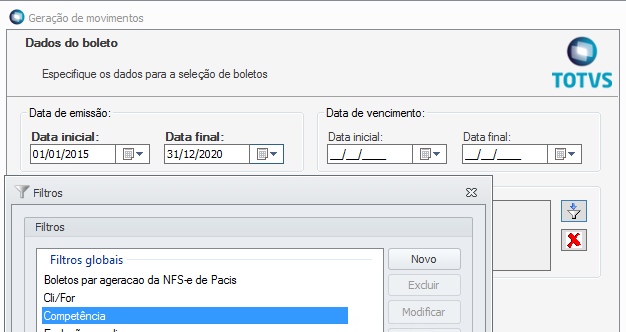 Geração de movimentos
Dados do boleto
Especifique os dados para a seleção de boletos
TOTVS
Data de emissão:
Data de vencimento:
Data inicial:
Data final:
Data inicial:
Data final:
01/01/2015
31/12/2020
__/__/____
__/__/____
Filtros
Filtros
Filtros globais
Novo
Boletos par ageracao da NFS-e de Pacis
Excluir
Cli/For
Competência
Modificar